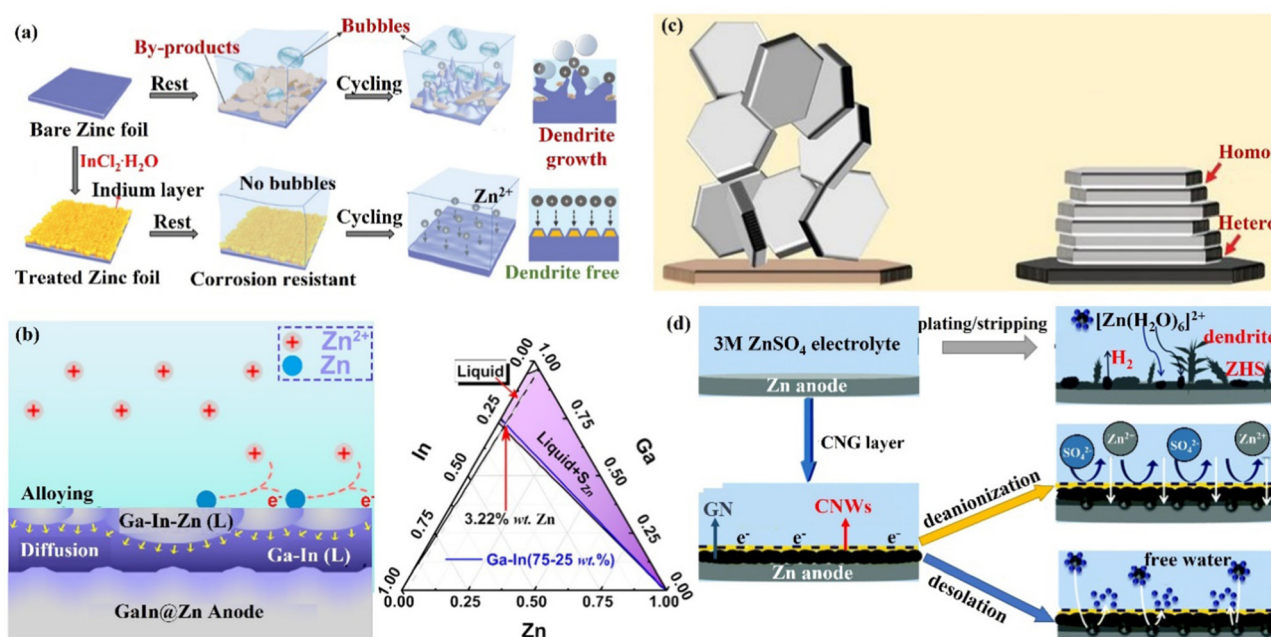 (a)
Bubbles
By-products
Rest
Cycling
Bare Zinc foil
Dendrite
growth
InCl₂·H₂O
Indium layer
No bubbles
Zn²⁺
Rest
Cycling
Treated Zinc foil
Corrosion resistant
Dendrite free
(b)
Zn²⁺
Zn
Alloying
e⁻
e⁻
Ga-In-Zn (L)
Diffusion
Ga-In (L)
GaIn@Zn Anode
0.00
1.00
Liquid
0.25
0.75
In
Ga
0.50
0.50
Liquid+S_Zn
0.75
0.25
3.22% wt. Zn
Ga-In(75-25 wt.%)
1.00
0.00
0.00
0.25
0.50
0.75
1.00
Zn
(c)
Homo
Hetero
(d)
3M ZnSO₄ electrolyte
Zn anode
plating/stripping
[Zn(H₂O)₆]²⁺
H₂
dendrite
ZHS
CNG layer
SO₄²⁻
Zn²⁺
SO₄²⁻
Zn²⁺
GN
CNWs
e⁻
e⁻
e⁻
Zn anode
deanionization
desolation
free water